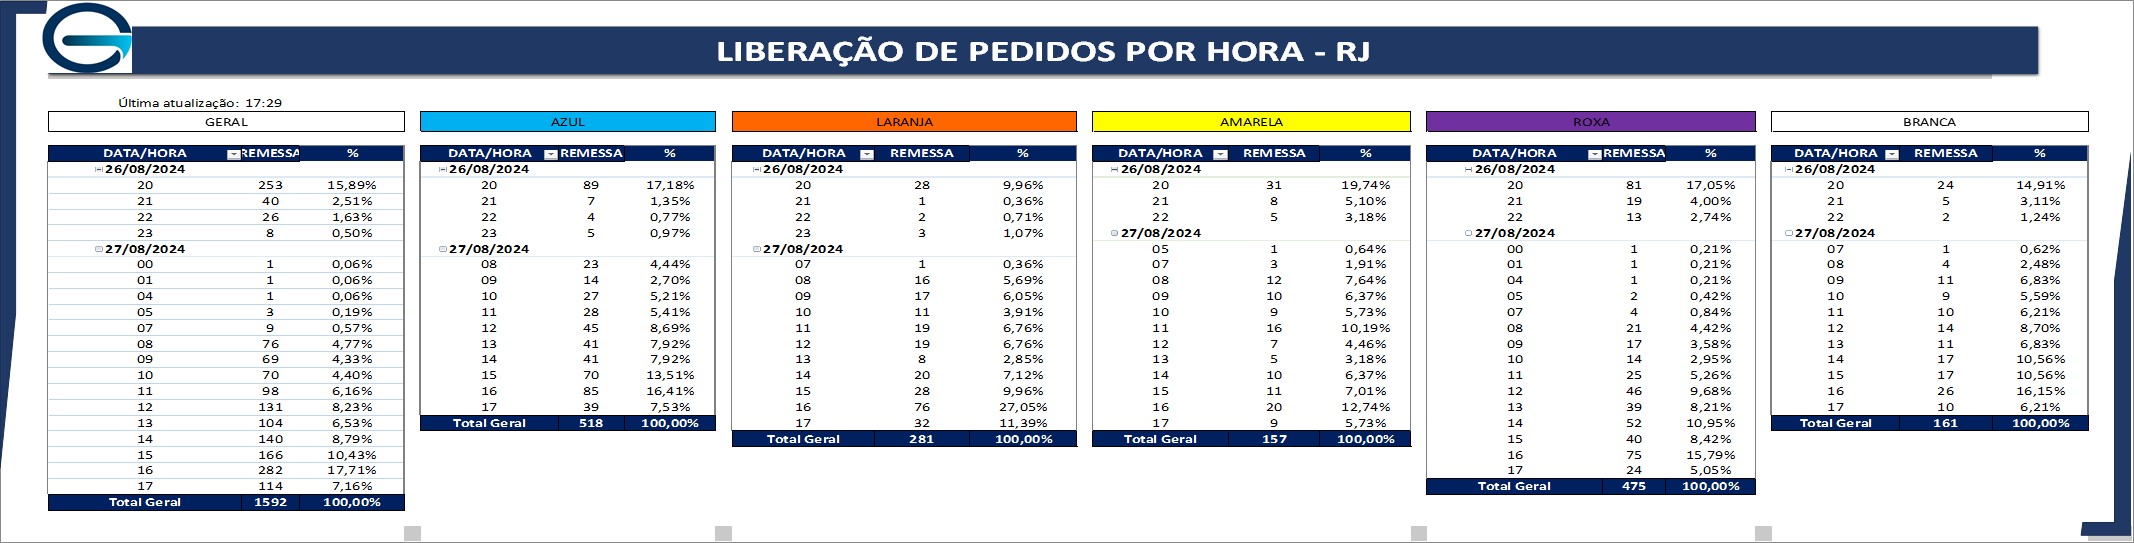 LIBERAÇÃO DE PEDIDOS POR HORA - RJ
Última atualização: 17:29
GERAL
DATA/HORA REMESSA %
26/08/2024
20 253 15,89%
21 40 2,51%
22 26 1,63%
23 8 0,50%
27/08/2024
00 1 0,06%
01 1 0,06%
04 1 0,06%
05 3 0,19%
07 9 0,57%
08 76 4,77%
09 69 4,33%
10 70 4,40%
11 98 6,16%
12 131 8,23%
13 104 6,53%
14 140 8,79%
15 166 10,43%
16 282 17,71%
17 114 7,16%
Total Geral 1592 100,00%
AZUL
DATA/HORA REMESSA %
26/08/2024
20 89 17,18%
21 7 1,35%
22 4 0,77%
23 5 0,97%
27/08/2024
08 23 4,44%
09 14 2,70%
10 27 5,21%
11 28 5,41%
12 45 8,69%
13 41 7,92%
14 41 7,92%
15 70 13,51%
16 85 16,41%
17 39 7,53%
Total Geral 518 100,00%
LARANJA
DATA/HORA REMESSA %
26/08/2024
20 28 9,96%
21 1 0,36%
22 2 0,71%
23 3 1,07%
27/08/2024
07 1 0,36%
08 16 5,69%
09 17 6,05%
10 11 3,91%
11 19 6,76%
12 19 6,76%
13 8 2,85%
14 20 7,12%
15 28 9,96%
16 76 27,05%
17 32 11,39%
Total Geral 281 100,00%
AMARELA
DATA/HORA REMESSA %
26/08/2024
20 31 19,74%
21 8 5,10%
22 5 3,18%
27/08/2024
05 1 0,64%
07 3 1,91%
08 12 7,64%
09 10 6,37%
10 9 5,73%
11 16 10,19%
12 7 4,46%
13 5 3,18%
14 10 6,37%
15 11 7,01%
16 20 12,74%
17 9 5,73%
Total Geral 157 100,00%
ROXA
DATA/HORA REMESSA %
26/08/2024
20 81 17,05%
21 19 4,00%
22 13 2,74%
27/08/2024
00 1 0,21%
01 1 0,21%
04 1 0,21%
05 2 0,42%
07 4 0,84%
08 21 4,42%
09 17 3,58%
10 14 2,95%
11 25 5,26%
12 46 9,68%
13 39 8,21%
14 52 10,95%
15 40 8,42%
16 75 15,79%
17 24 5,05%
Total Geral 475 100,00%
BRANCA
DATA/HORA REMESSA %
26/08/2024
20 24 14,91%
21 5 3,11%
22 2 1,24%
27/08/2024
07 1 0,62%
08 4 2,48%
09 11 6,83%
10 9 5,59%
11 10 6,21%
12 14 8,70%
13 11 6,83%
14 17 10,56%
15 17 10,56%
16 26 16,15%
17 10 6,21%
Total Geral 161 100,00%